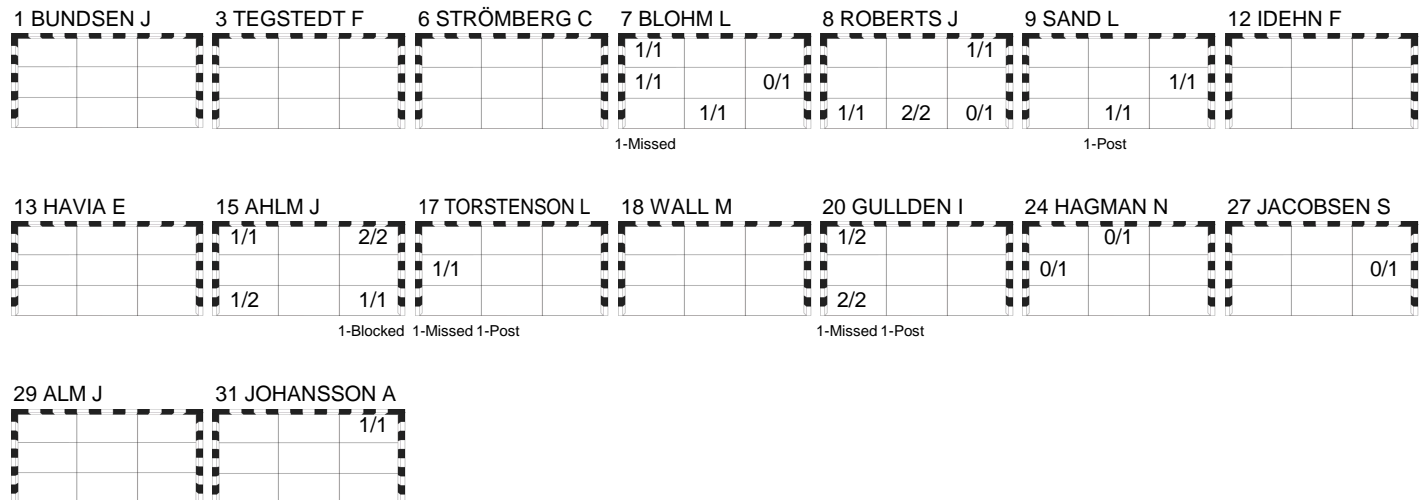 1 BUNDSEN J 3 TEGSTEDT F 6 STRÖMBERG C 7 BLOHM L 8 ROBERTS J 9 SAND L 12 IDEHN F
1/1 1/1
1/1 0/1 1/1
1/1 1/1 2/2 0/1 1/1
1-Missed 1-Post
13 HAVIA E 15 AHLM J 17 TORSTENSON L 18 WALL M 20 GULLDEN I 24 HAGMAN N 27 JACOBSEN S
1/1 2/2 1/2 0/1
1/1 0/1 0/1
1/2 1/1 2/2
1-Blocked 1-Missed 1-Post 1-Missed 1-Post
29 ALM J 31 JOHANSSON A
1/1